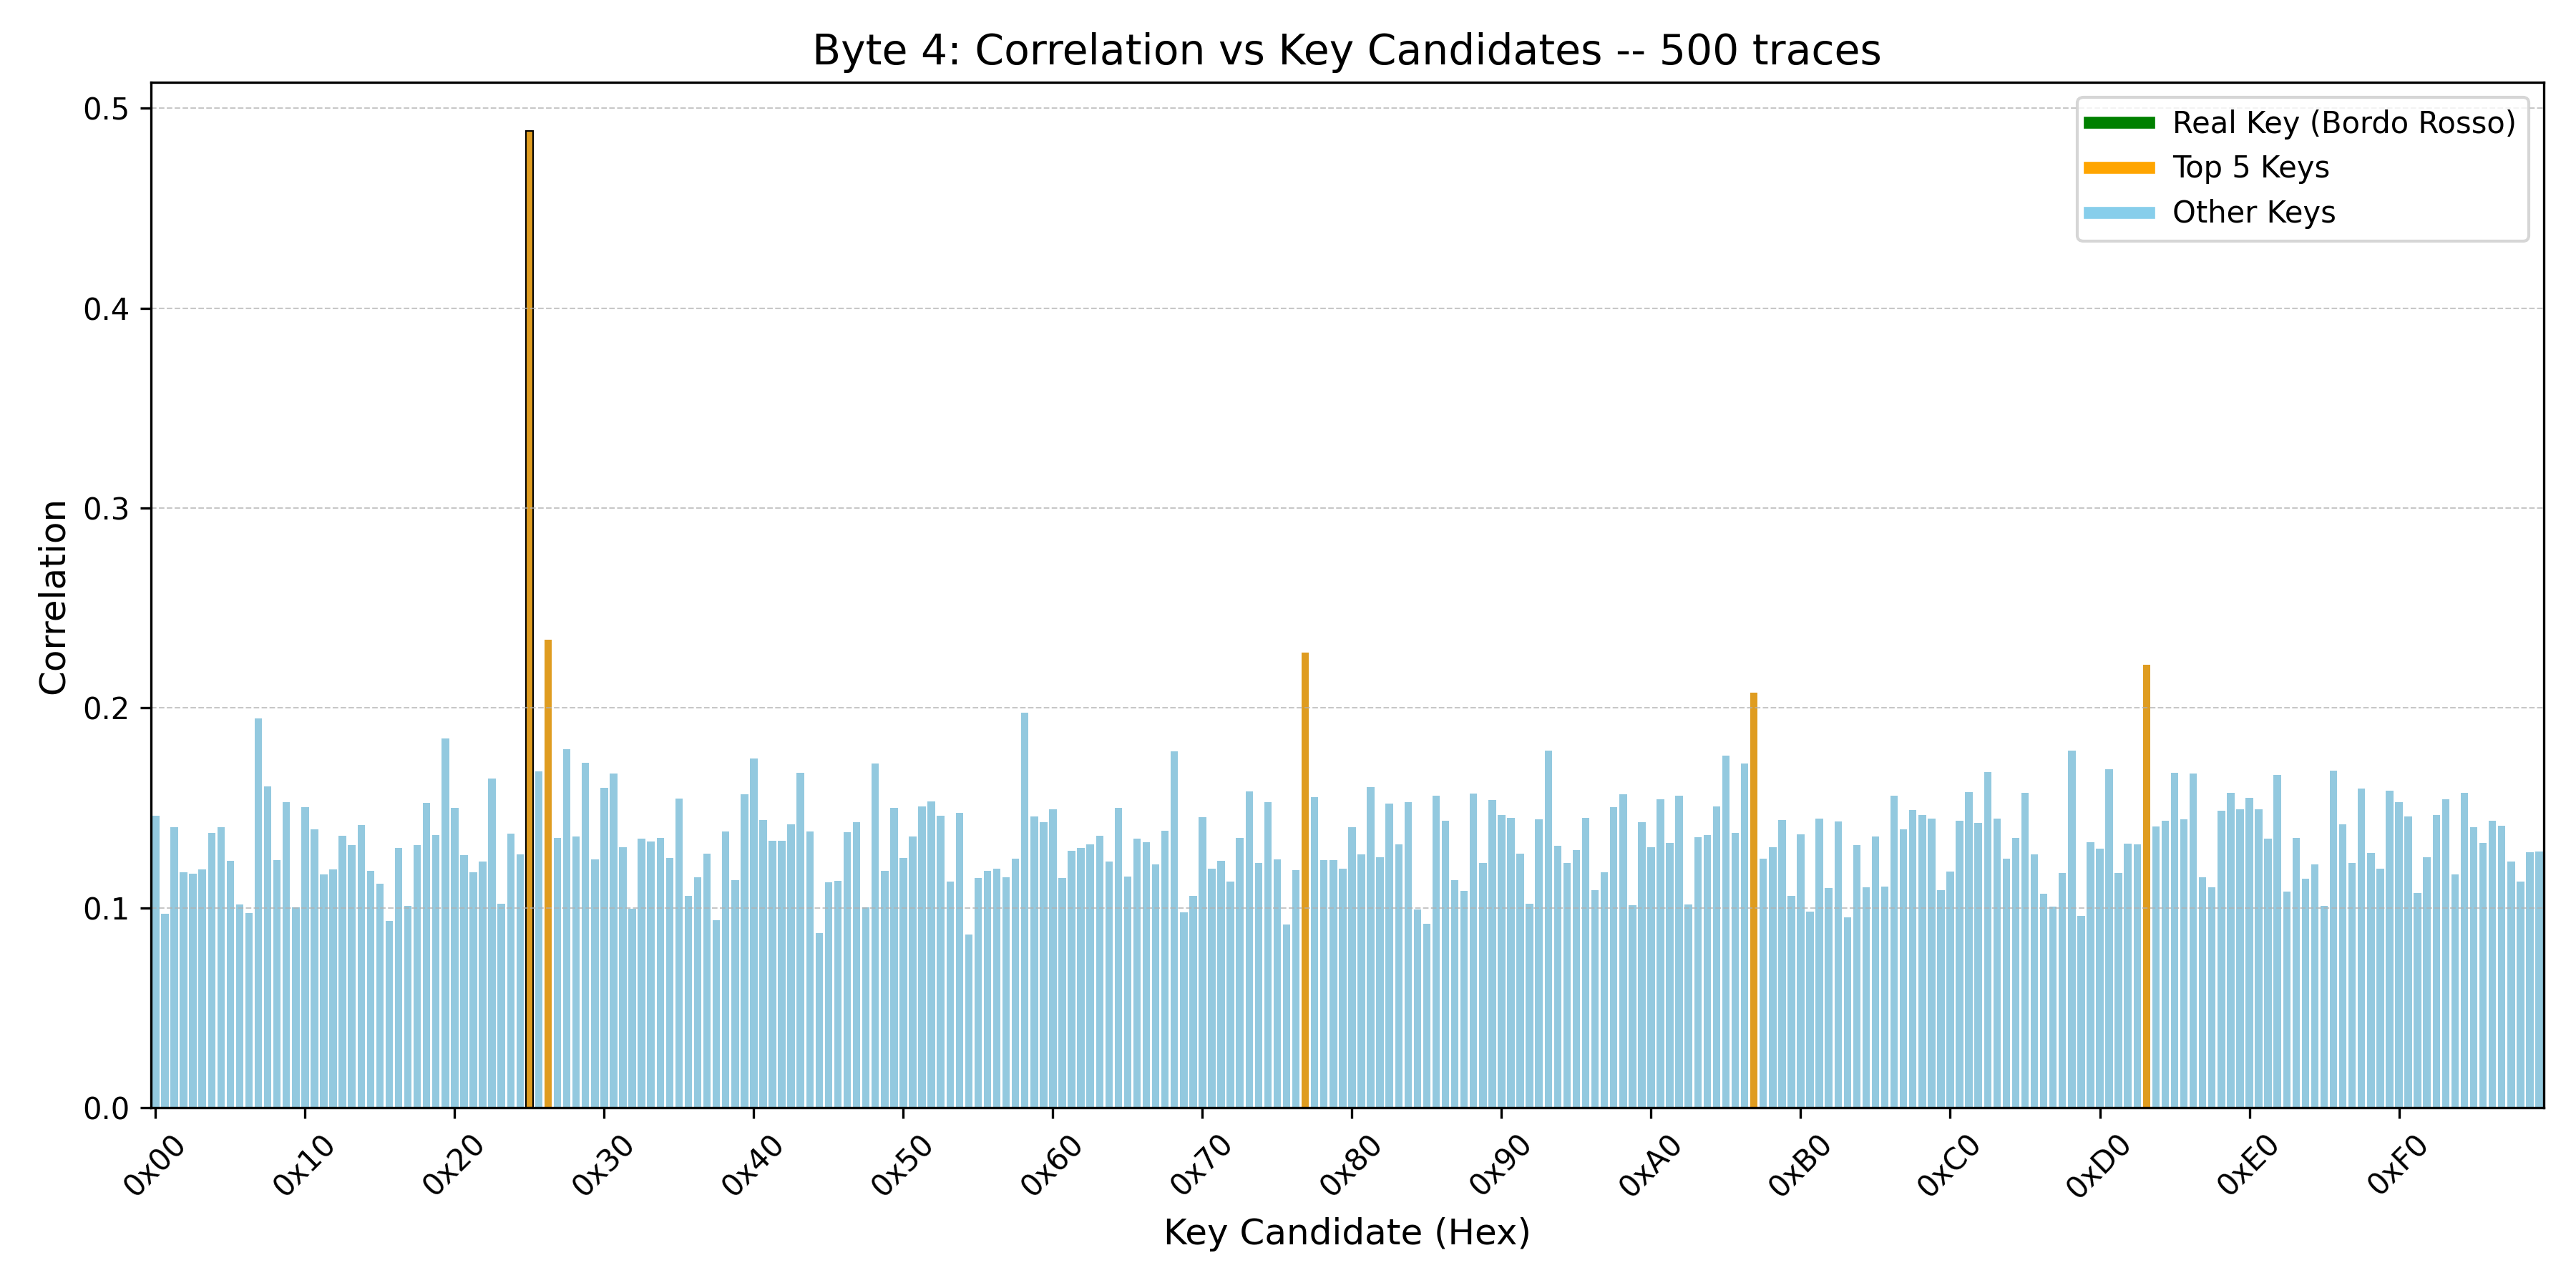 Byte 4: Correlation vs Key Candidates -- 500 traces
Real Key (Bordo Rosso)
Top 5 Keys
Other Keys
Correlation
0.5
0.4
0.3
0.2
0.1
0.0
0x00 0x10 0x20 0x30 0x40 0x50 0x60 0x70 0x80 0x90 0xA0 0xB0 0xC0 0xD0 0xE0 0xF0
Key Candidate (Hex)